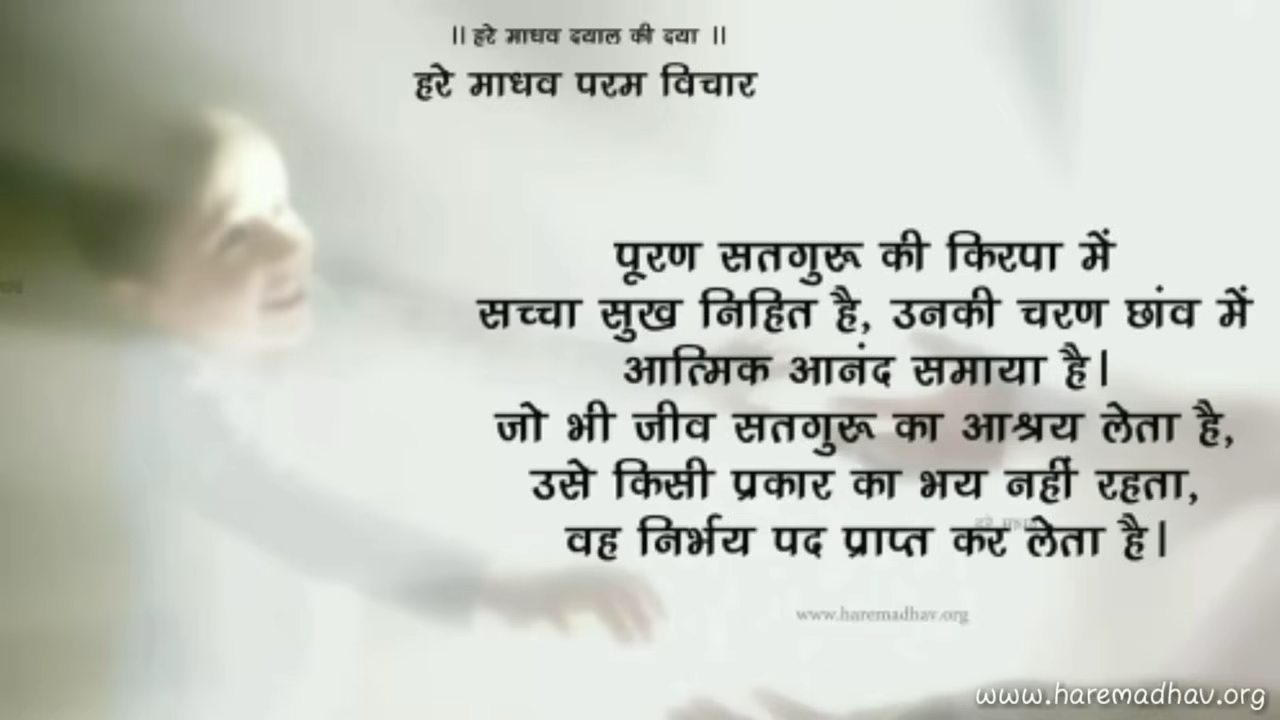 || हरे माधव दयाल की दया ||
हरे माधव परम विचार
पूरण सतगुरू की किरपा में
सच्चा सुख निहित है, उनकी चरण छांव में
आत्मिक आनंद समाया है।
जो भी जीव सतगुरू का आश्रय लेता है,
उसे किसी प्रकार का भय नहीं रहता,
वह निर्भय पद प्राप्त कर लेता है।
www.haremadhav.org
www.haremadhav.org